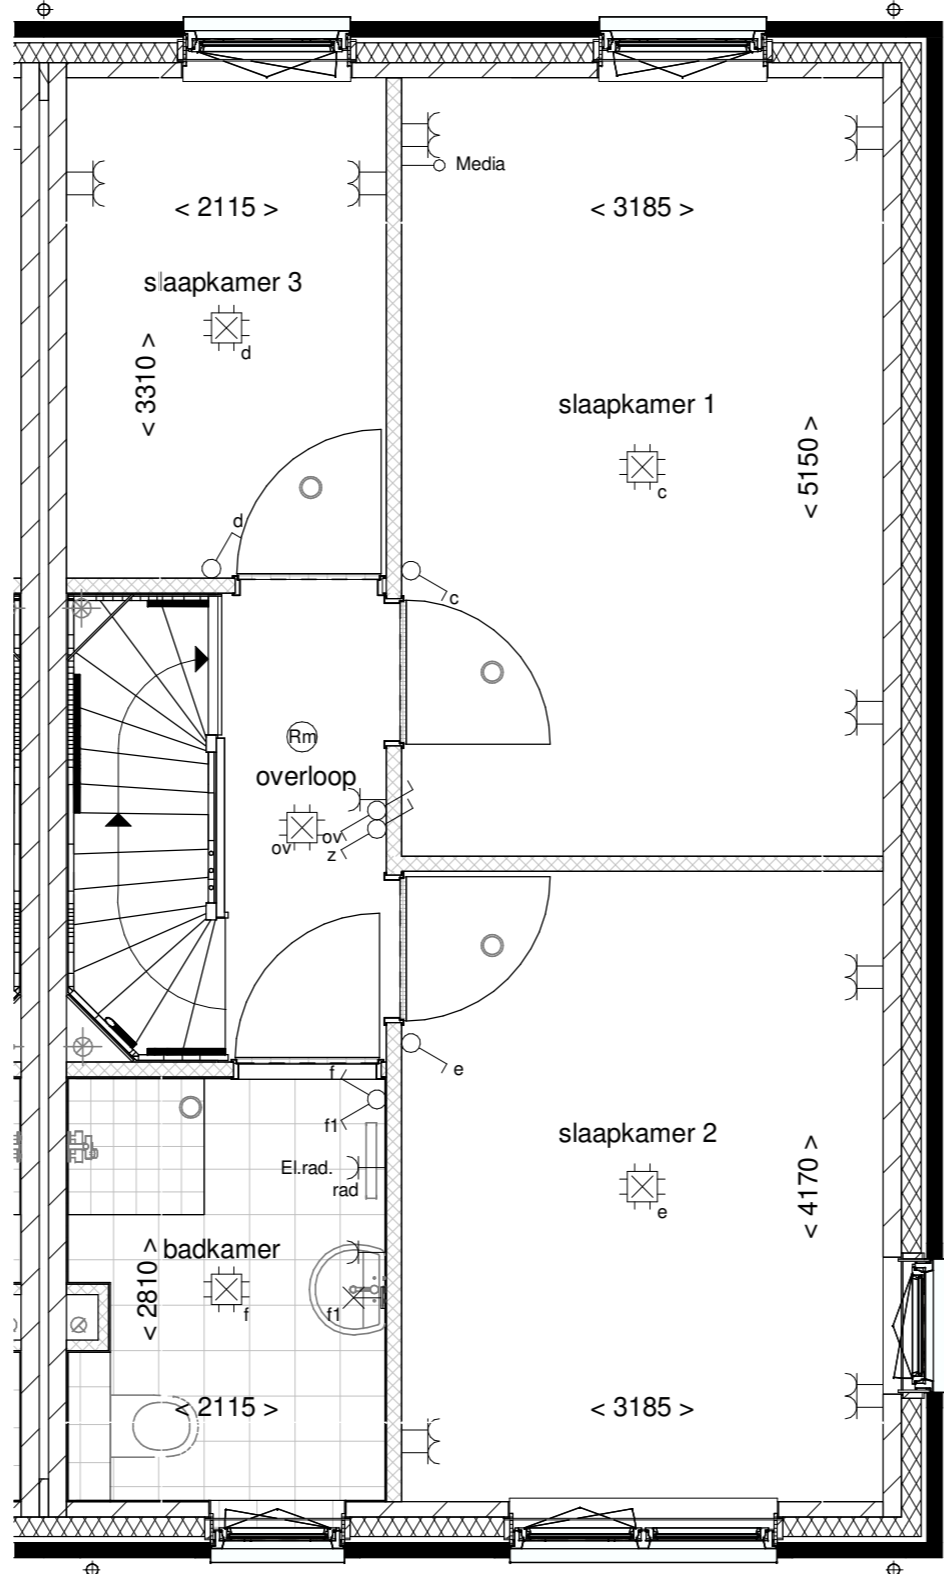 Media
< 2115 >
< 3185 >
slaapkamer 3
d
< 3310 >
slaapkamer 1
c
< 5150 >
d
c
Rm
overloop
ov
ov
z
e
f
f1
slaapkamer 2
e
< 4170 >
El.rad.
rad
badkamer
f
f1
< 2810 >
< 2115 >
< 3185 >